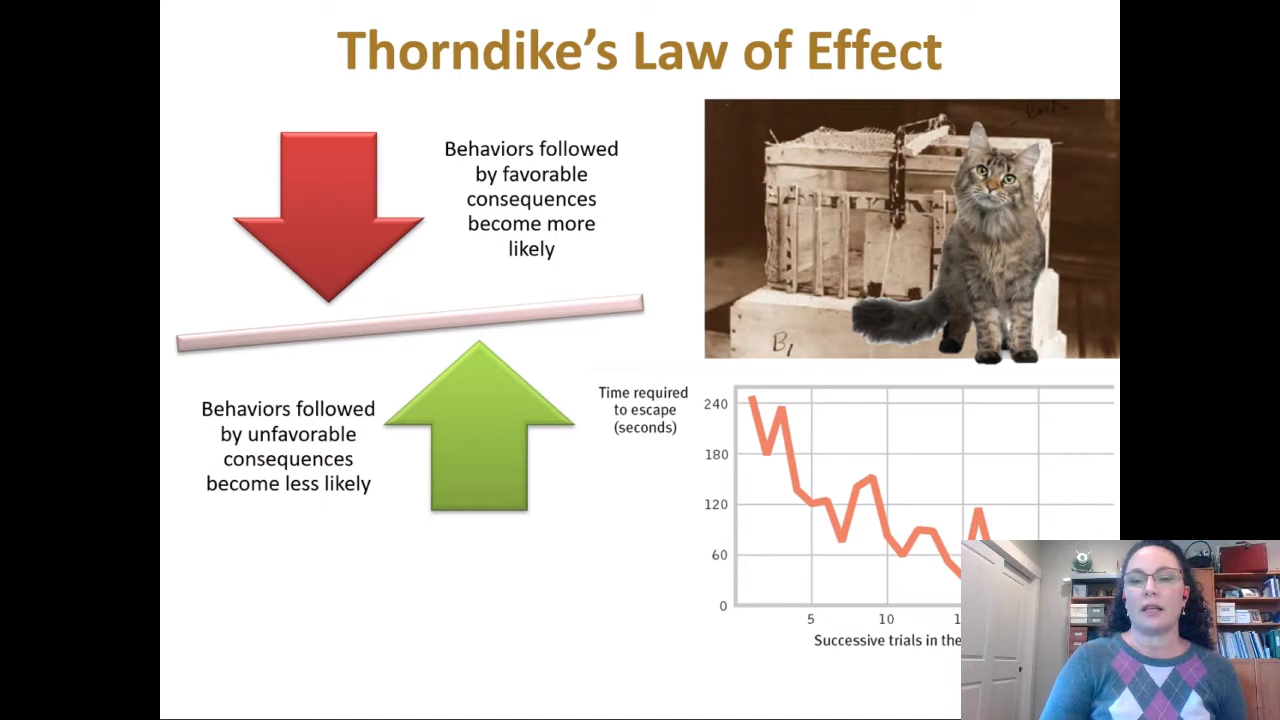 Thorndike's Law of Effect
Behaviors followed
by favorable
consequences
become more
likely
Behaviors followed
by unfavorable
consequences
become less likely
B1
Time required
to escape
(seconds)
240
180
120
60
0
5
10
Successive trials in the